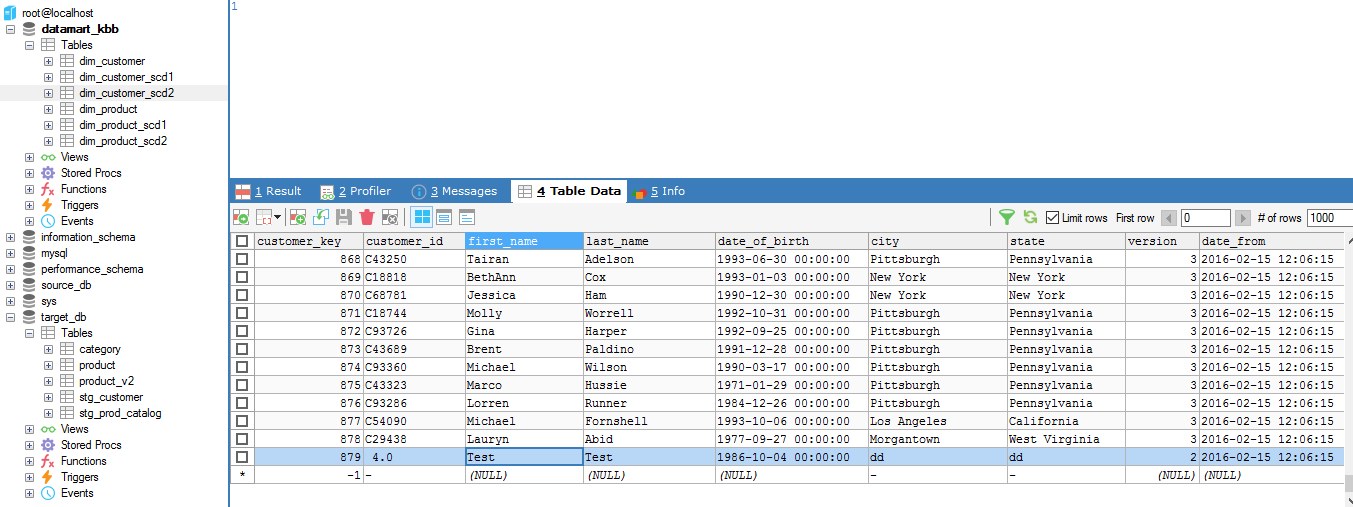 root@localhost
datamart_kbb
Tables
dim_customer
dim_customer_scd1
dim_customer_scd2
dim_product
dim_product_scd1
dim_product_scd2
Views
Stored Procs
Functions
Triggers
Events
information_schema
mysql
performance_schema
source_db
sys
target_db
Tables
category
product
product_v2
stg_customer
stg_prod_catalog
Views
Stored Procs
Functions
Triggers
Events
1
1 Result 2 Profiler 3 Messages 4 Table Data 5 Info
Limit rows First row 0 # of rows 1000
customer_key customer_id first_name last_name date_of_birth city state version date_from
868 C43250 Tairan Adelson 1993-06-30 00:00:00 Pittsburgh Pennsylvania 3 2016-02-15 12:06:15
869 C18818 BethAnn Cox 1993-01-03 00:00:00 New York New York 3 2016-02-15 12:06:15
870 C68781 Jessica Ham 1990-12-30 00:00:00 New York New York 3 2016-02-15 12:06:15
871 C18744 Molly Worrell 1992-10-31 00:00:00 Pittsburgh Pennsylvania 3 2016-02-15 12:06:15
872 C93726 Gina Harper 1992-09-25 00:00:00 Pittsburgh Pennsylvania 3 2016-02-15 12:06:15
873 C43689 Brent Paldino 1991-12-28 00:00:00 Pittsburgh Pennsylvania 3 2016-02-15 12:06:15
874 C93360 Michael Wilson 1990-03-17 00:00:00 Pittsburgh Pennsylvania 3 2016-02-15 12:06:15
875 C43323 Marco Hussie 1971-01-29 00:00:00 Pittsburgh Pennsylvania 3 2016-02-15 12:06:15
876 C93286 Lorren Runner 1984-12-26 00:00:00 Pittsburgh Pennsylvania 3 2016-02-15 12:06:15
877 C54090 Michael Fornshell 1993-10-06 00:00:00 Los Angeles California 3 2016-02-15 12:06:15
878 C29438 Lauryn Abid 1977-09-27 00:00:00 Morgantown West Virginia 3 2016-02-15 12:06:15
879 4.0 Test Test 1986-10-04 00:00:00 dd dd 2 2016-02-15 12:06:15
* -1 - (NULL) (NULL) (NULL) - - (NULL) (NULL)